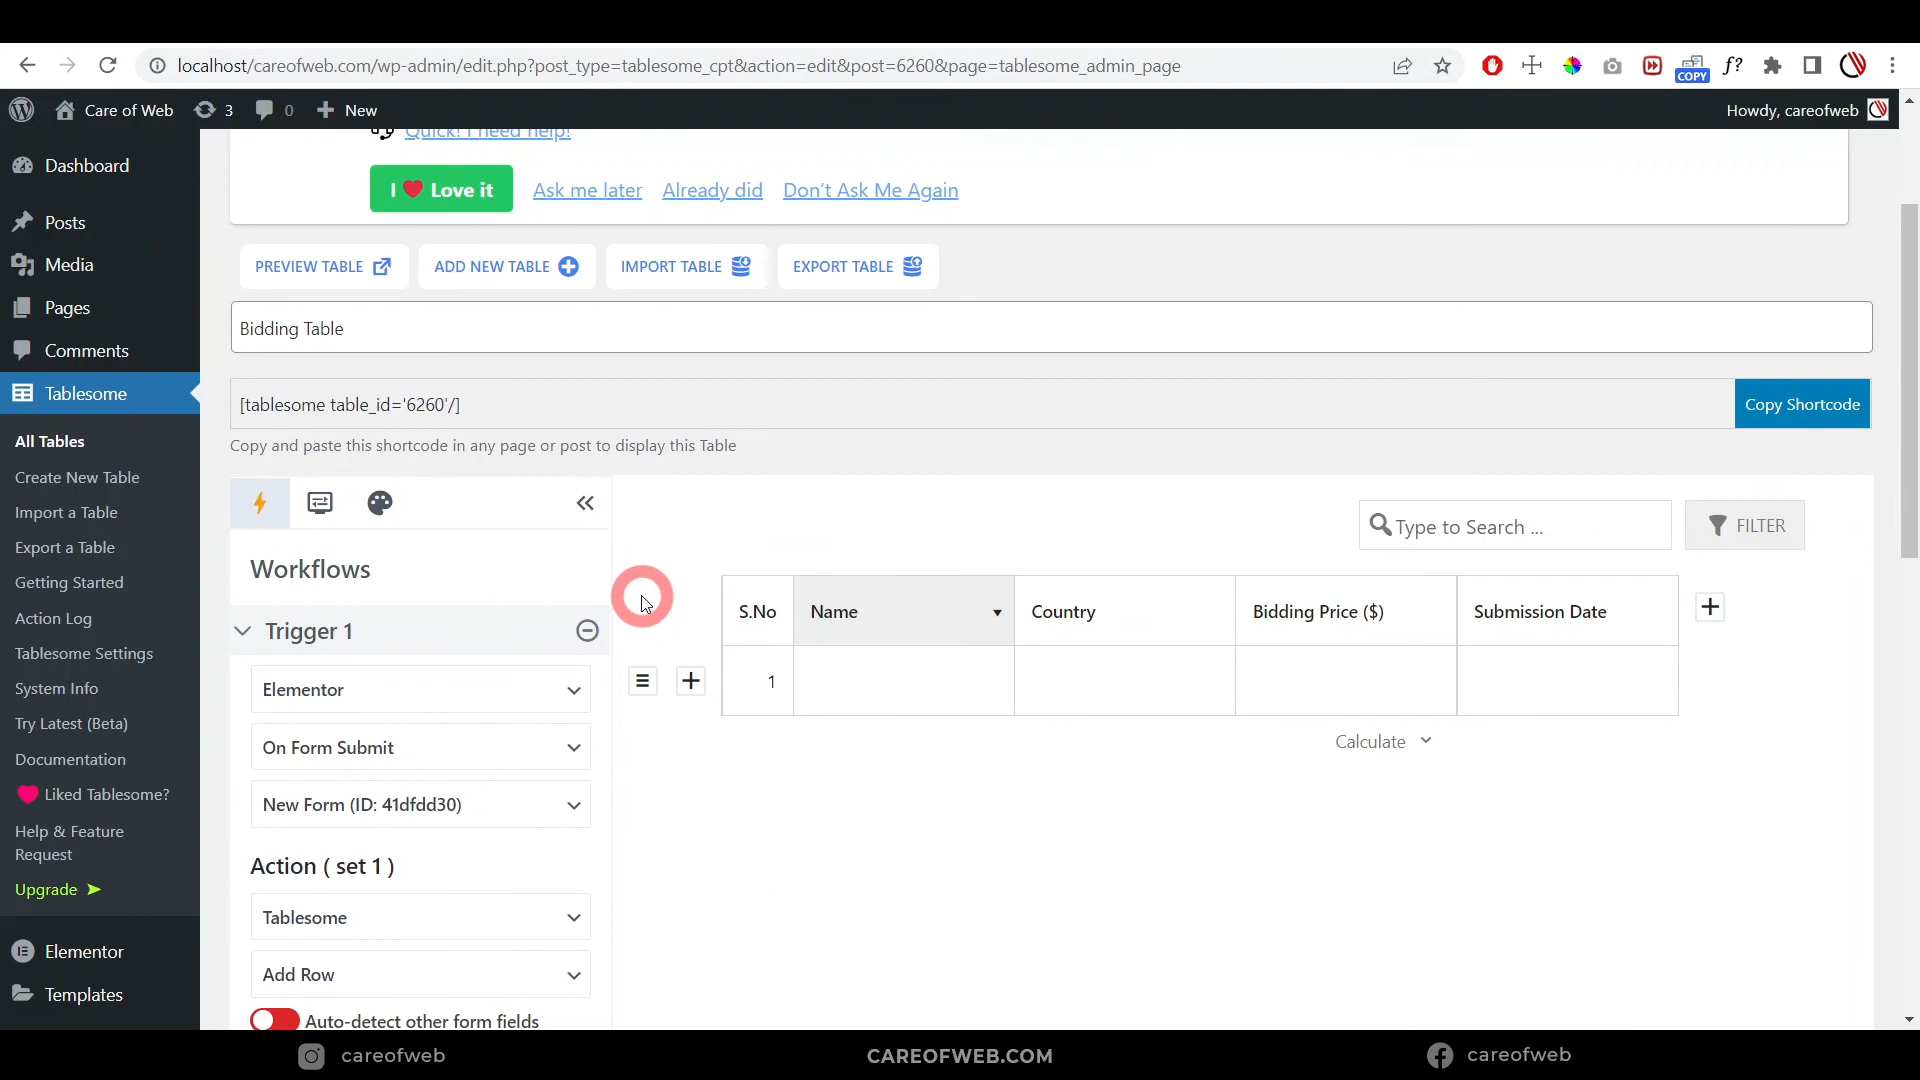 localhost/careofweb.com/wp-admin/edit.php?post_type=tablesome_cpt&action=edit&post=6260&page=tablesome_admin_page
COPY
f?
Care of Web
3
0
New
Howdy, careofweb
Quick! I need help!
Dashboard
I ❤ Love it
Ask me later
Already did
Don't Ask Me Again
Posts
Media
PREVIEW TABLE
ADD NEW TABLE
IMPORT TABLE
EXPORT TABLE
Pages
Bidding Table
Comments
Tablesome
[tablesome table_id='6260'/]
Copy Shortcode
All Tables
Copy and paste this shortcode in any page or post to display this Table
Create New Table
Import a Table
Type to Search ...
FILTER
Export a Table
Workflows
Getting Started
S.No
Name
Country
Bidding Price ($)
Submission Date
Action Log
Trigger 1
Tablesome Settings
1
System Info
Elementor
Try Latest (Beta)
On Form Submit
Calculate
Documentation
Liked Tablesome?
New Form (ID: 41dfdd30)
Help & Feature
Request
Action ( set 1 )
Upgrade
Tablesome
Elementor
Add Row
Templates
Auto-detect other form fields
careofweb
CAREOFWEB.COM
careofweb